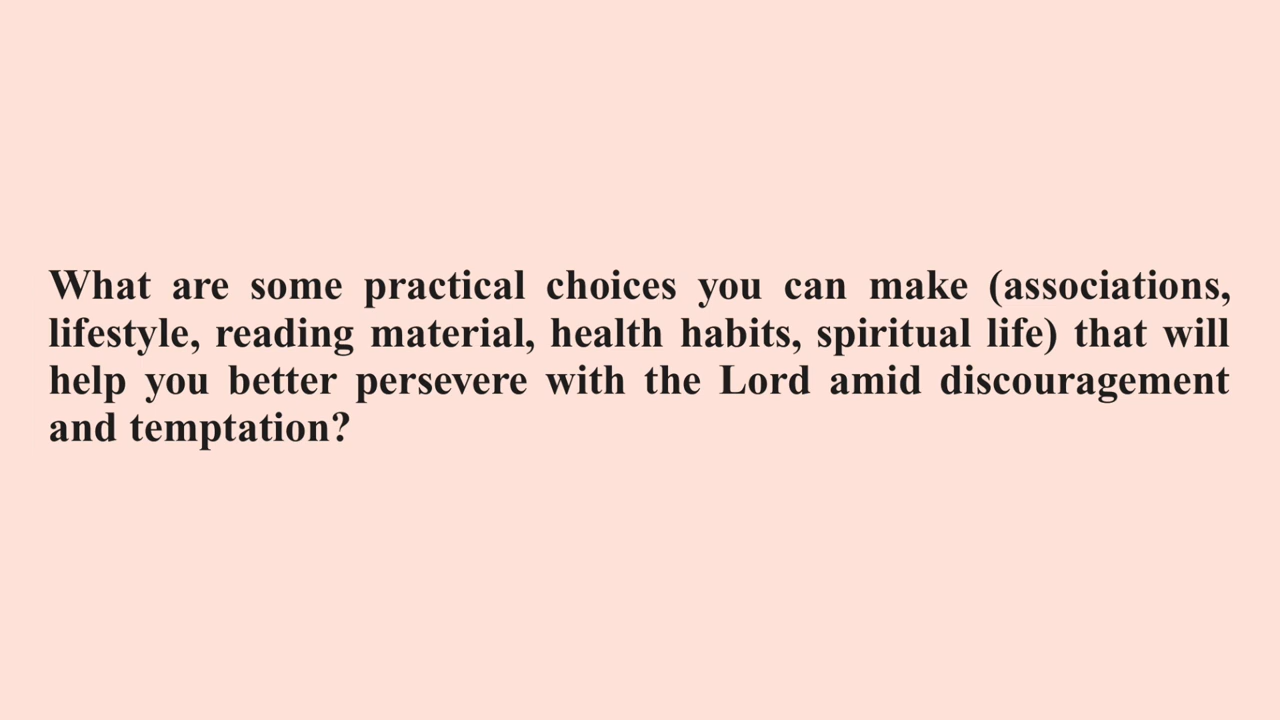 What are some practical choices you can make (associations,
lifestyle, reading material, health habits, spiritual life) that will
help you better persevere with the Lord amid discouragement
and temptation?